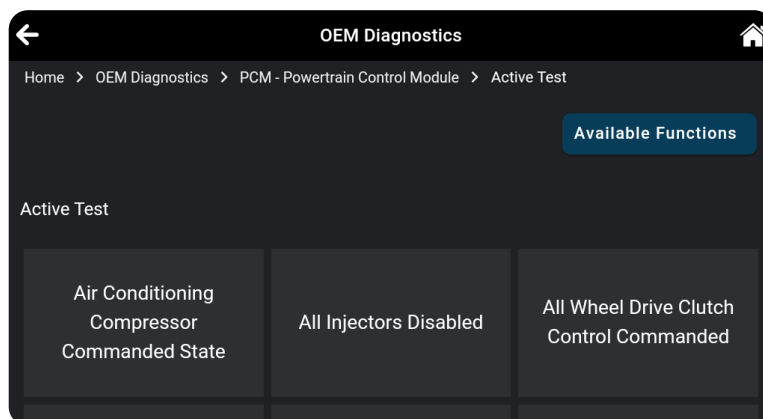 OEM Diagnostics
Home > OEM Diagnostics > PCM - Powertrain Control Module > Active Test
Available Functions
Active Test
Air Conditioning
Compressor
Commanded State
All Injectors Disabled
All Wheel Drive Clutch
Control Commanded